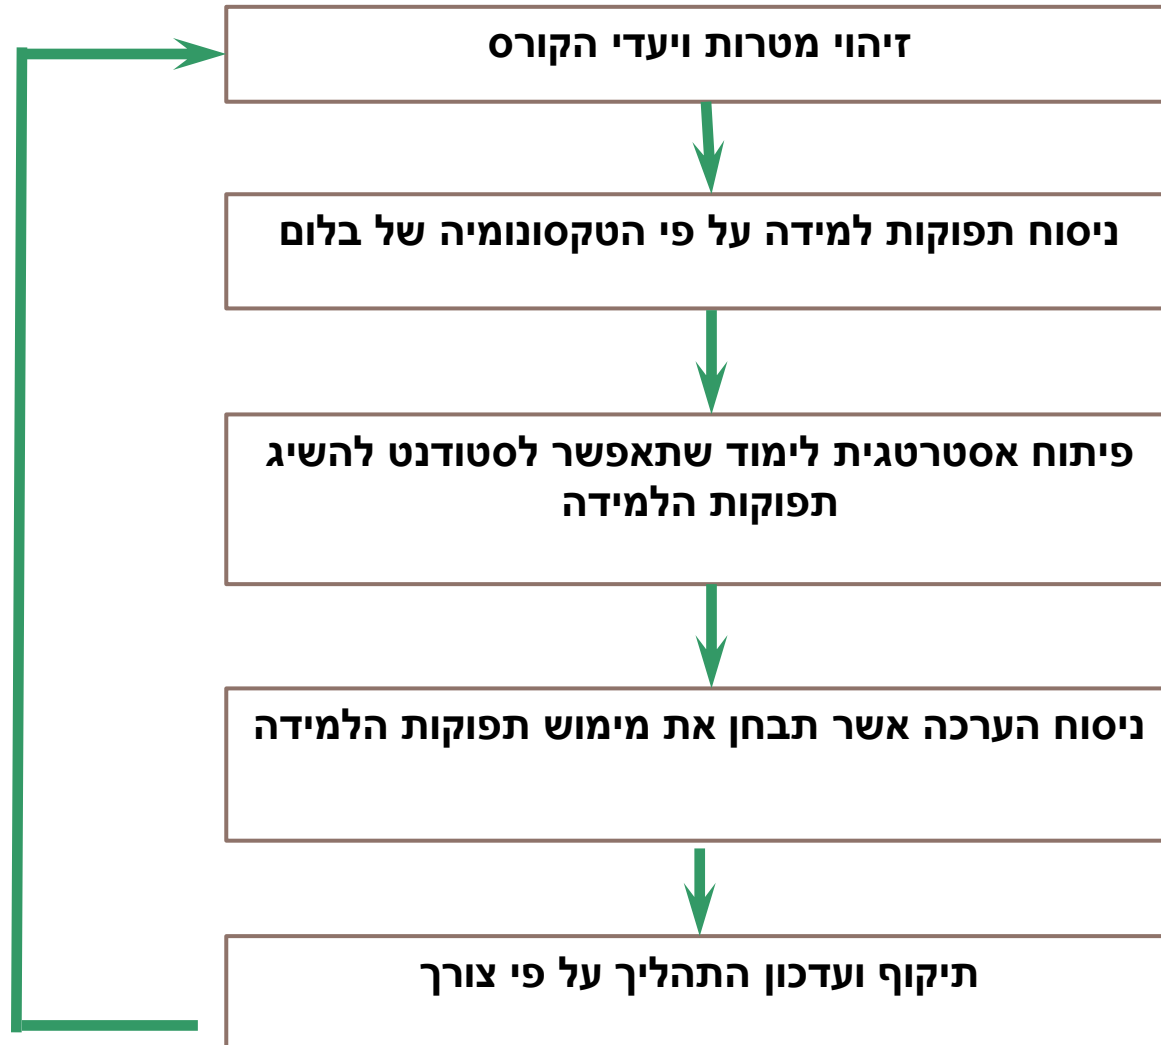 זיהוי מטרות ויעדי הקורס
ניסוח תפוקות למידה על פי הטקסונומיה של בלום
פיתוח אסטרטגית לימוד שתאפשר לסטודנט להשיג
תפוקות הלמידה
ניסוח הערכה אשר תבחן את מימוש תפוקות הלמידה
תיקוף ועדכון התהליך על פי צורך